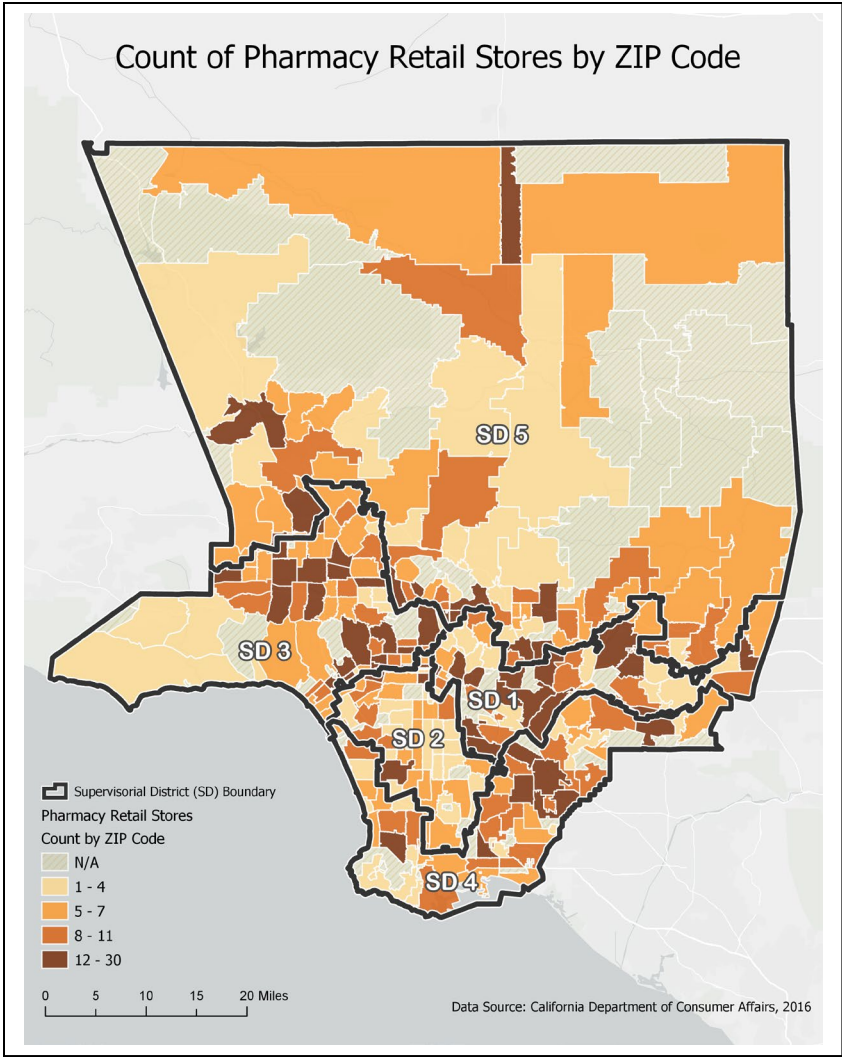 Count of Pharmacy Retail Stores by ZIP Code
SD 5
SD 3
SD 1
SD 2
SD 4
Supervisorial District (SD) Boundary
Pharmacy Retail Stores
Count by ZIP Code
N/A
1 - 4
5 - 7
8 - 11
12 - 30
0 5 10 15 20 Miles
Data Source: California Department of Consumer Affairs, 2016